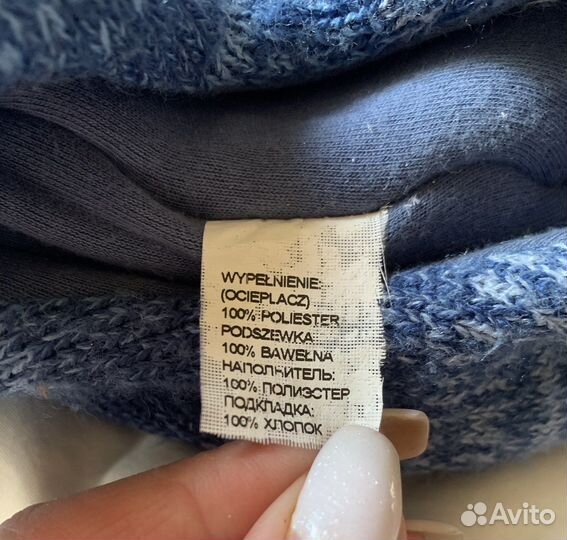 WYPEŁNIENIE:
(OCIEPLACZ)
100% POLIESTER
PODSZEWKA:
100% BAWEŁNA
НАПОЛНИТЕЛЬ:
100% ПОЛИЭСТЕР
ПОДКЛАДКА:
100% ХЛОПОК
Avito